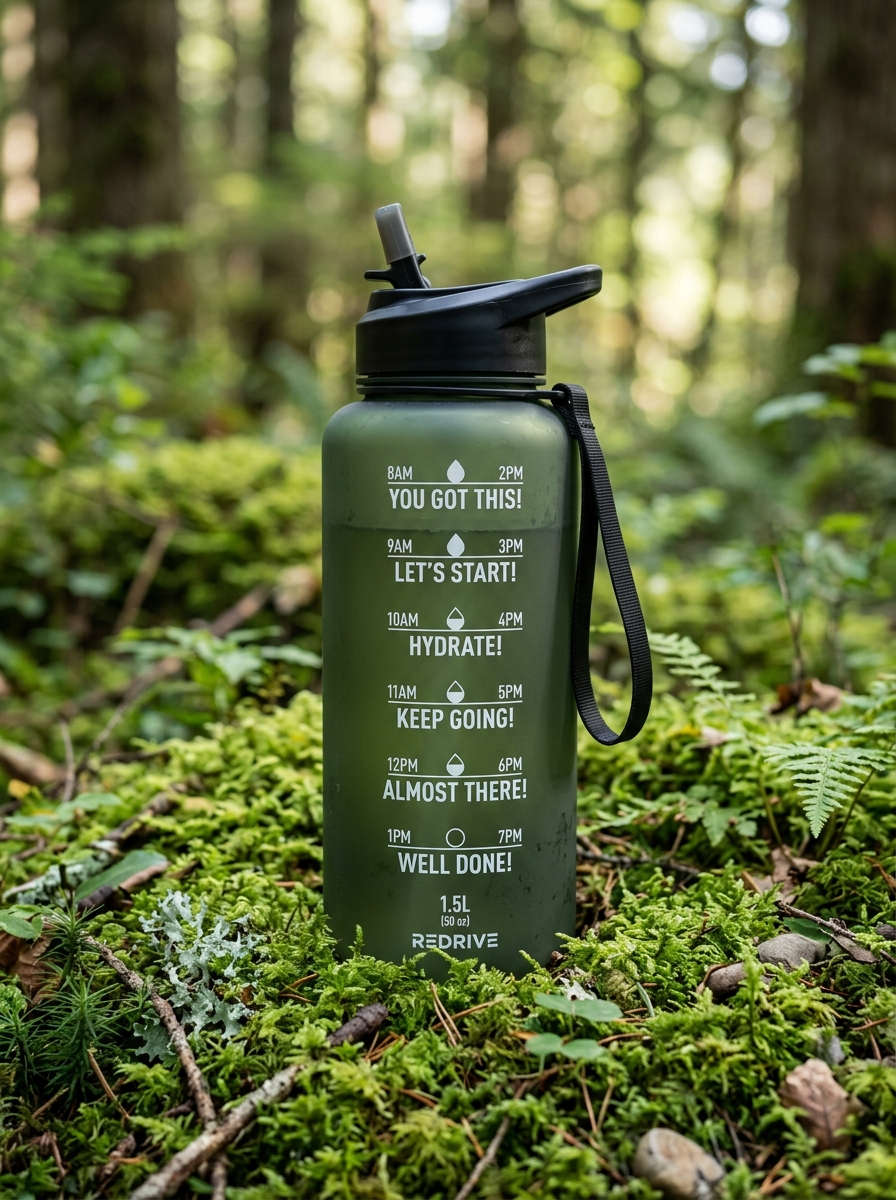 8AM 2PM
YOU GOT THIS!
9AM 3PM
LET'S START!
10AM 4PM
HYDRATE!
11AM 5PM
KEEP GOING!
12PM 6PM
ALMOST THERE!
1PM 7PM
WELL DONE!
1.5L
(50 oz)
REDRIVE